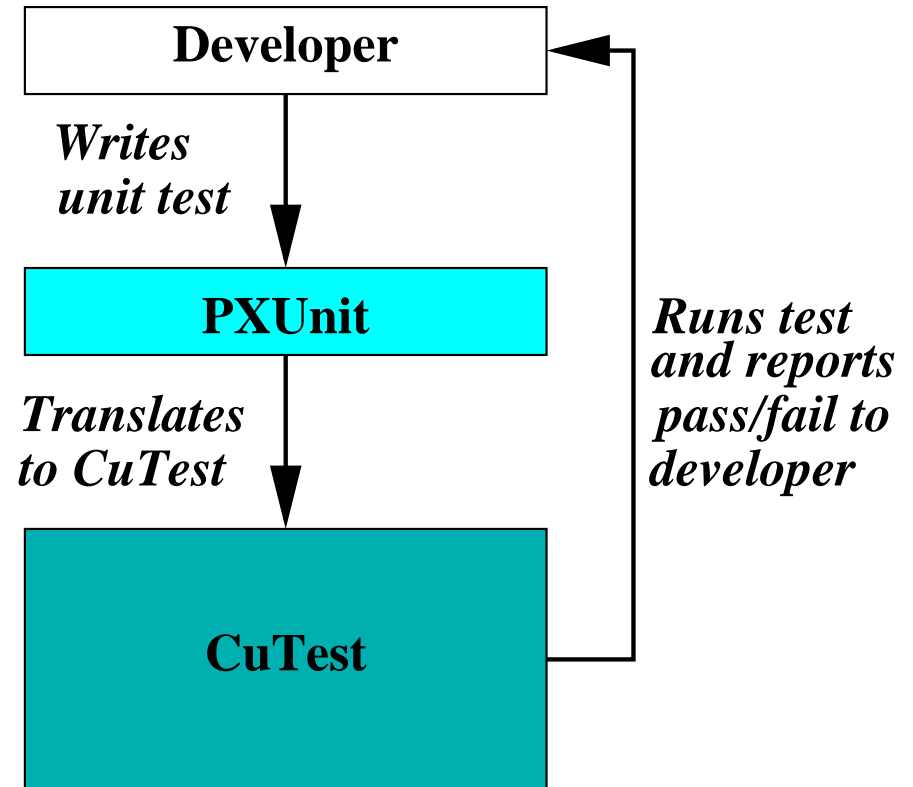 Developer
Writes
unit test
PXUnit
Translates
to CuTest
Runs test
and reports
pass/fail to
developer
CuTest